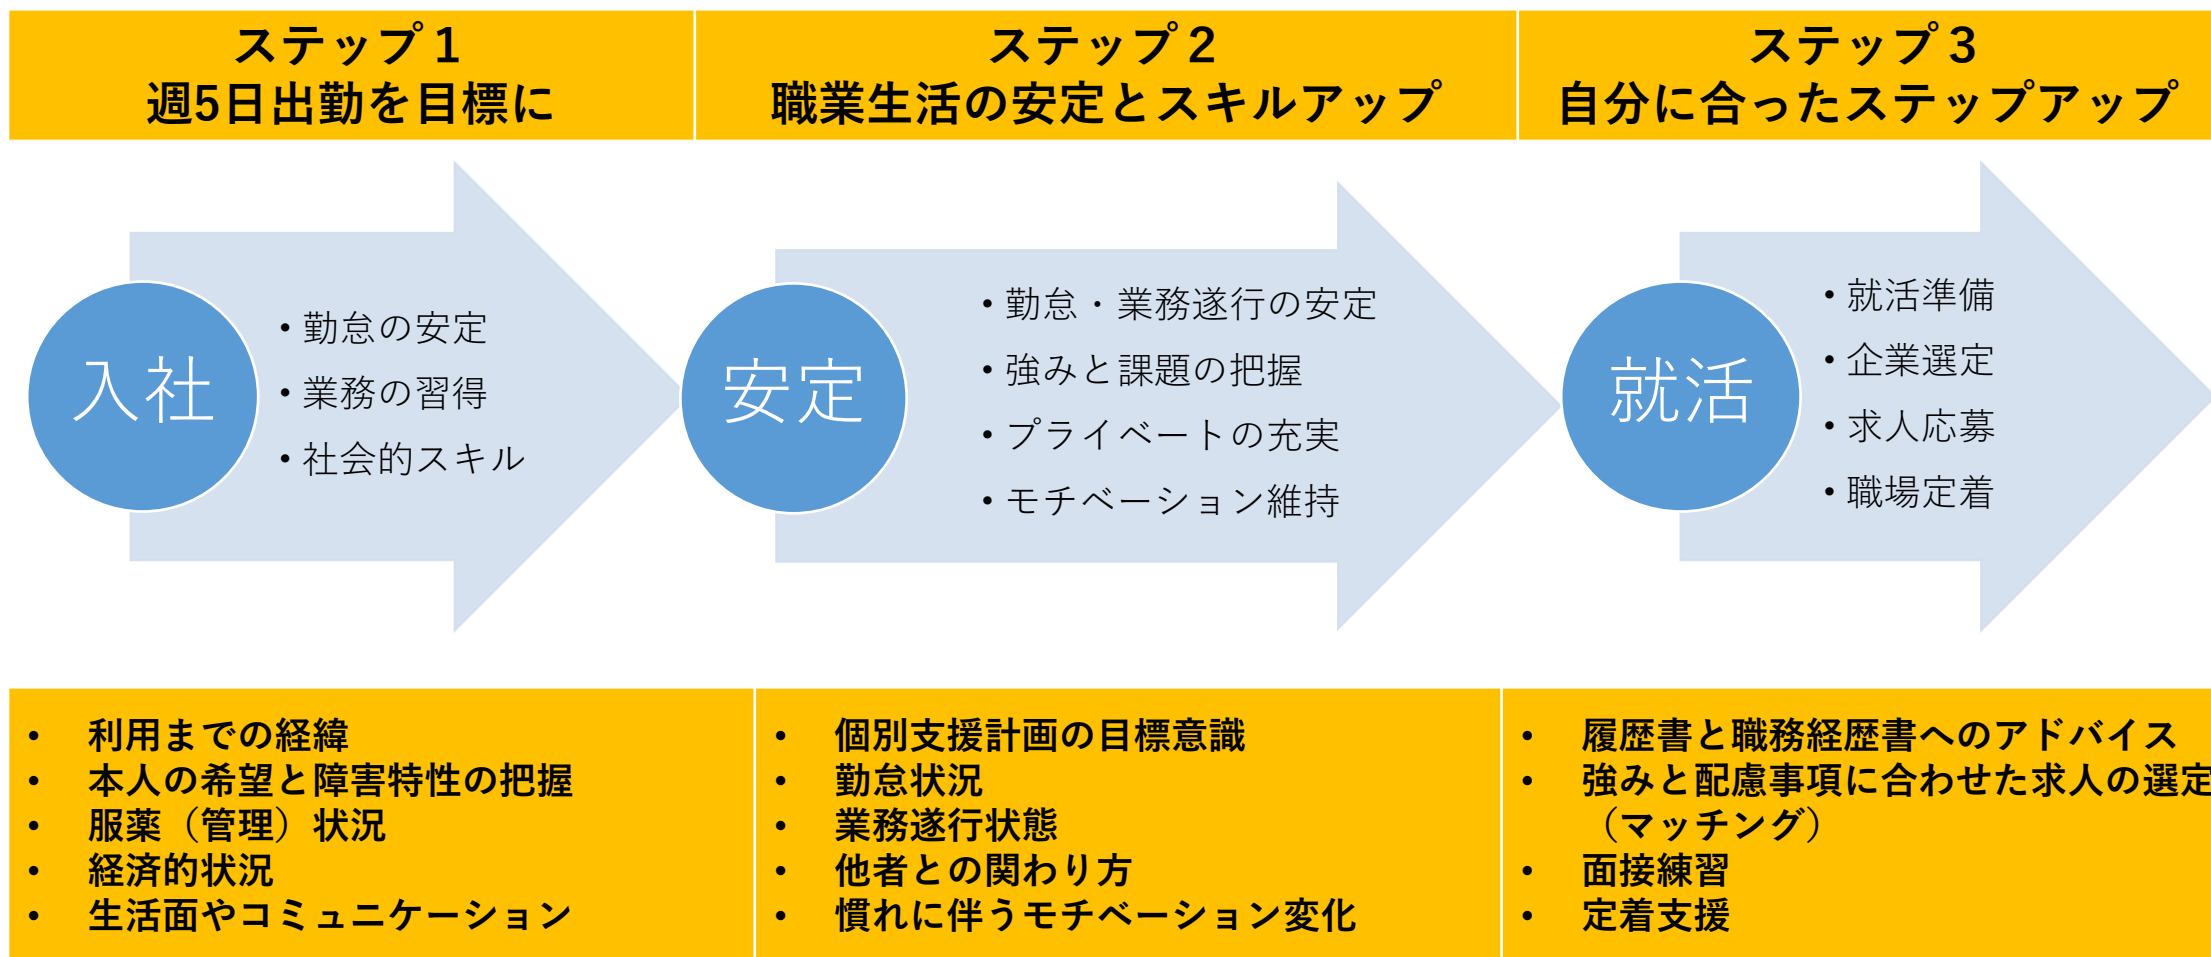 ステップ1
週5日出勤を目標に
ステップ2
職業生活の安定とスキルアップ
ステップ3
自分に合ったステップアップ
入社
・勤怠の安定
・業務の習得
・社会的スキル
安定
・勤怠・業務遂行の安定
・強みと課題の把握
・プライベートの充実
・モチベーション維持
就活
・就活準備
・企業選定
・求人応募
・職場定着
• 利用までの経緯
• 本人の希望と障害特性の把握
• 服薬（管理）状況
• 経済的状況
• 生活面やコミュニケーション
• 個別支援計画の目標意識
• 勤怠状況
• 業務遂行状態
• 他者との関わり方
• 慣れに伴うモチベーション変化
• 履歴書と職務経歴書へのアドバイス
• 強みと配慮事項に合わせた求人の選定
（マッチング）
• 面接練習
• 定着支援